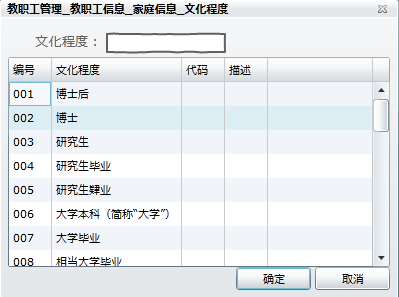 教职工管理_教职工信息_家庭信息_文化程度
文化程度：
编号 文化程度 代码 描述
001 博士后
002 博士
003 研究生
004 研究生毕业
005 研究生肄业
006 大学本科（简称“大学”）
007 大学毕业
008 相当大学毕业
确定 取消